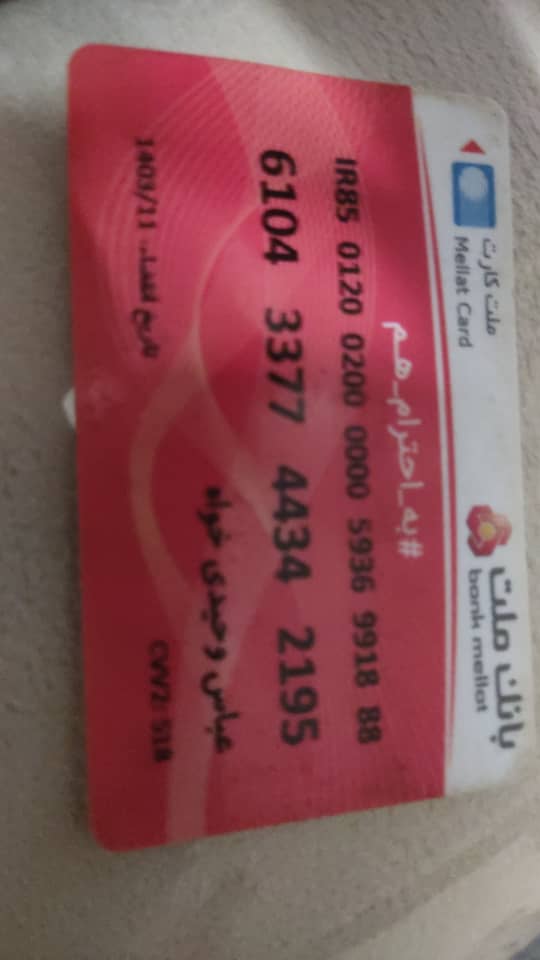 ملت کارت
Mellat Card
بانک ملت
bank mellat
#به_احترام_هم
IR85 0120 0200 0000 5936 9918 88
6104 3377 4434 2195
عباس وحیدی خواه
CVV2:
تاریخ انقضاء: 1403/11